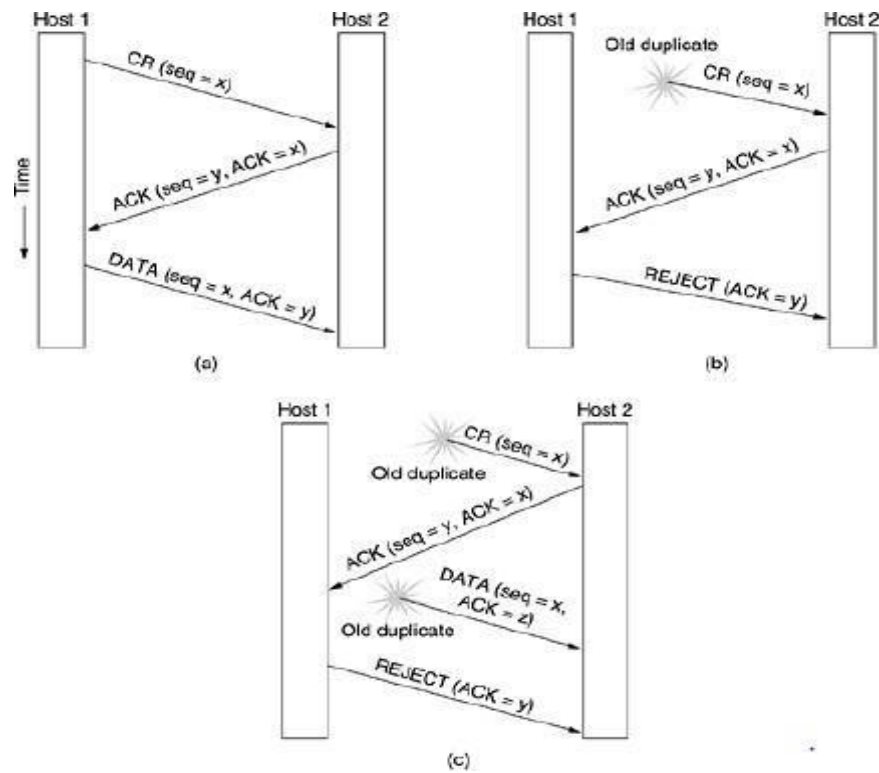 Host 1
Host 2
CR (seq = x)
ACK (seq = y, ACK = x)
DATA (seq = x, ACK = y)
Time
(a)
Host 1
Host 2
Old duplicate
CR (seq = x)
ACK (seq = y, ACK = x)
REJECT (ACK = y)
(b)
Host 1
Host 2
CR (seq = x)
Old duplicate
ACK (seq = y, ACK = x)
DATA (seq = x,
ACK = z)
Old duplicate
REJECT (ACK = y)
(c)